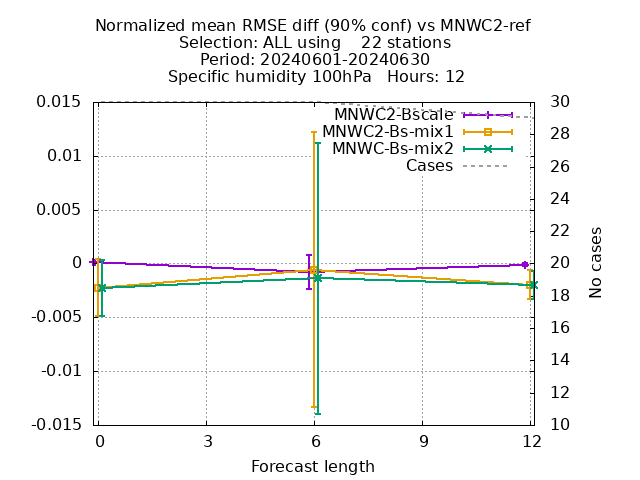 Normalized mean RMSE diff (90% conf) vs MNWC2-ref
Selection: ALL using    22 stations
Period: 20240601-20240630
Specific humidity 100hPa   Hours: 12
0.015
0.01
0.005
0
-0.005
-0.01
-0.015
MNWC2-Bscale
MNWC2-Bs-mix1
MNWC-Bs-mix2
Cases
30
28
26
24
22
20
18
16
14
12
10
No cases
0 3 6 9 12
Forecast length